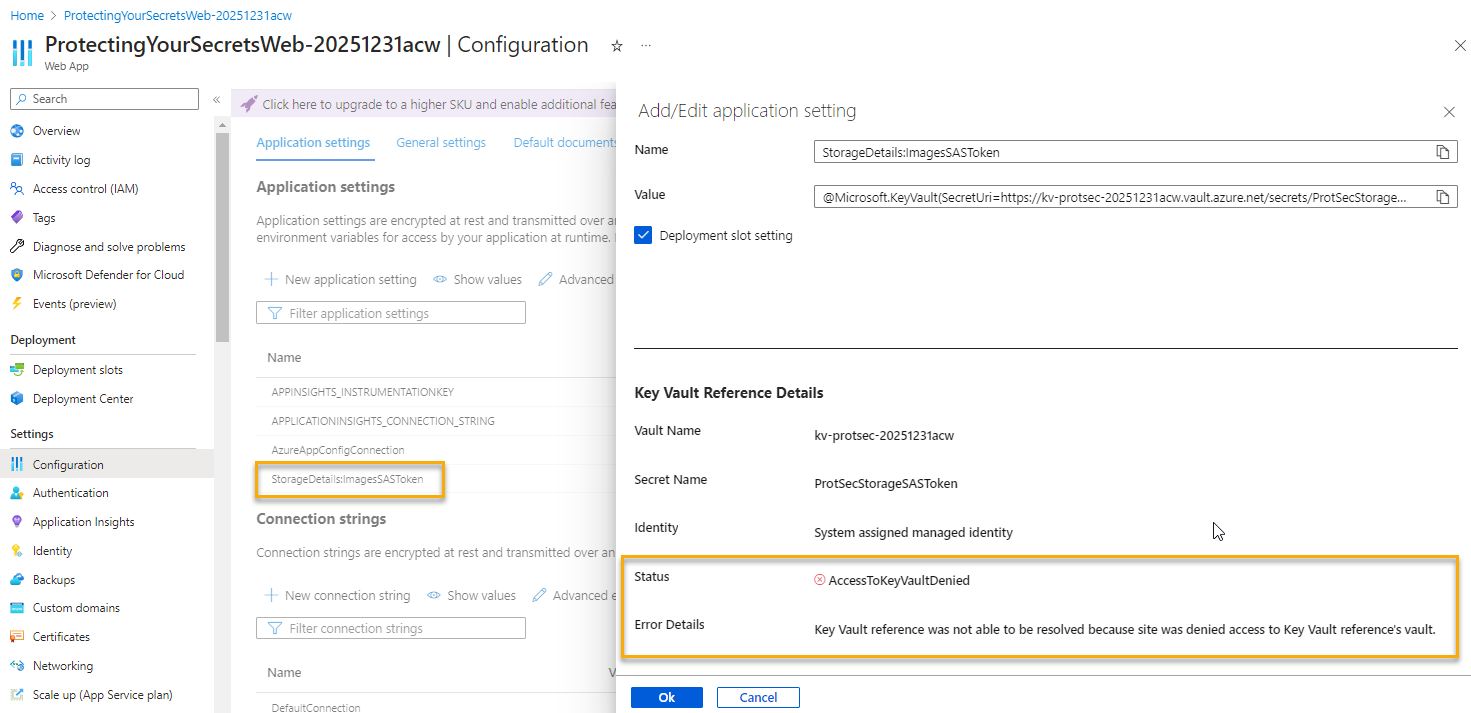 Home > ProtectingYourSecretsWeb-20251231acw
ProtectingYourSecretsWeb-20251231acw | Configuration
Web App
Search
Overview
Activity log
Access control (IAM)
Tags
Diagnose and solve problems
Microsoft Defender for Cloud
Events (preview)
Deployment
Deployment slots
Deployment Center
Settings
Configuration
Authentication
Application Insights
Identity
Backups
Custom domains
Certificates
Networking
Scale up (App Service plan)
Click here to upgrade to a higher SKU and enable additional fea
Application settings General settings Default documents
Application settings
Application settings are encrypted at rest and transmitted over an
environment variables for access by your application at runtime.
New application setting Show values Advanced
Filter application settings
Name
APPINSIGHTS_INSTRUMENTATIONKEY
APPLICATIONINSIGHTS_CONNECTION_STRING
AzureAppConfigConnection
StorageDetails:ImagesSASToken
Connection strings
Connection strings are encrypted at rest and transmitted over an
New connection string Show values Advanced e
Filter connection strings
Name V
DefaultConnection
Add/Edit application setting
Name
StorageDetails:ImagesSASToken
Value
@Microsoft.KeyVault(SecretUri=https://kv-protsec-20251231acw.vault.azure.net/secrets/ProtSecStorage...
Deployment slot setting
Key Vault Reference Details
Vault Name
kv-protsec-20251231acw
Secret Name
ProtSecStorageSASToken
Identity
System assigned managed identity
Status
AccessToKeyVaultDenied
Error Details
Key Vault reference was not able to be resolved because site was denied access to Key Vault reference's vault.
Ok Cancel